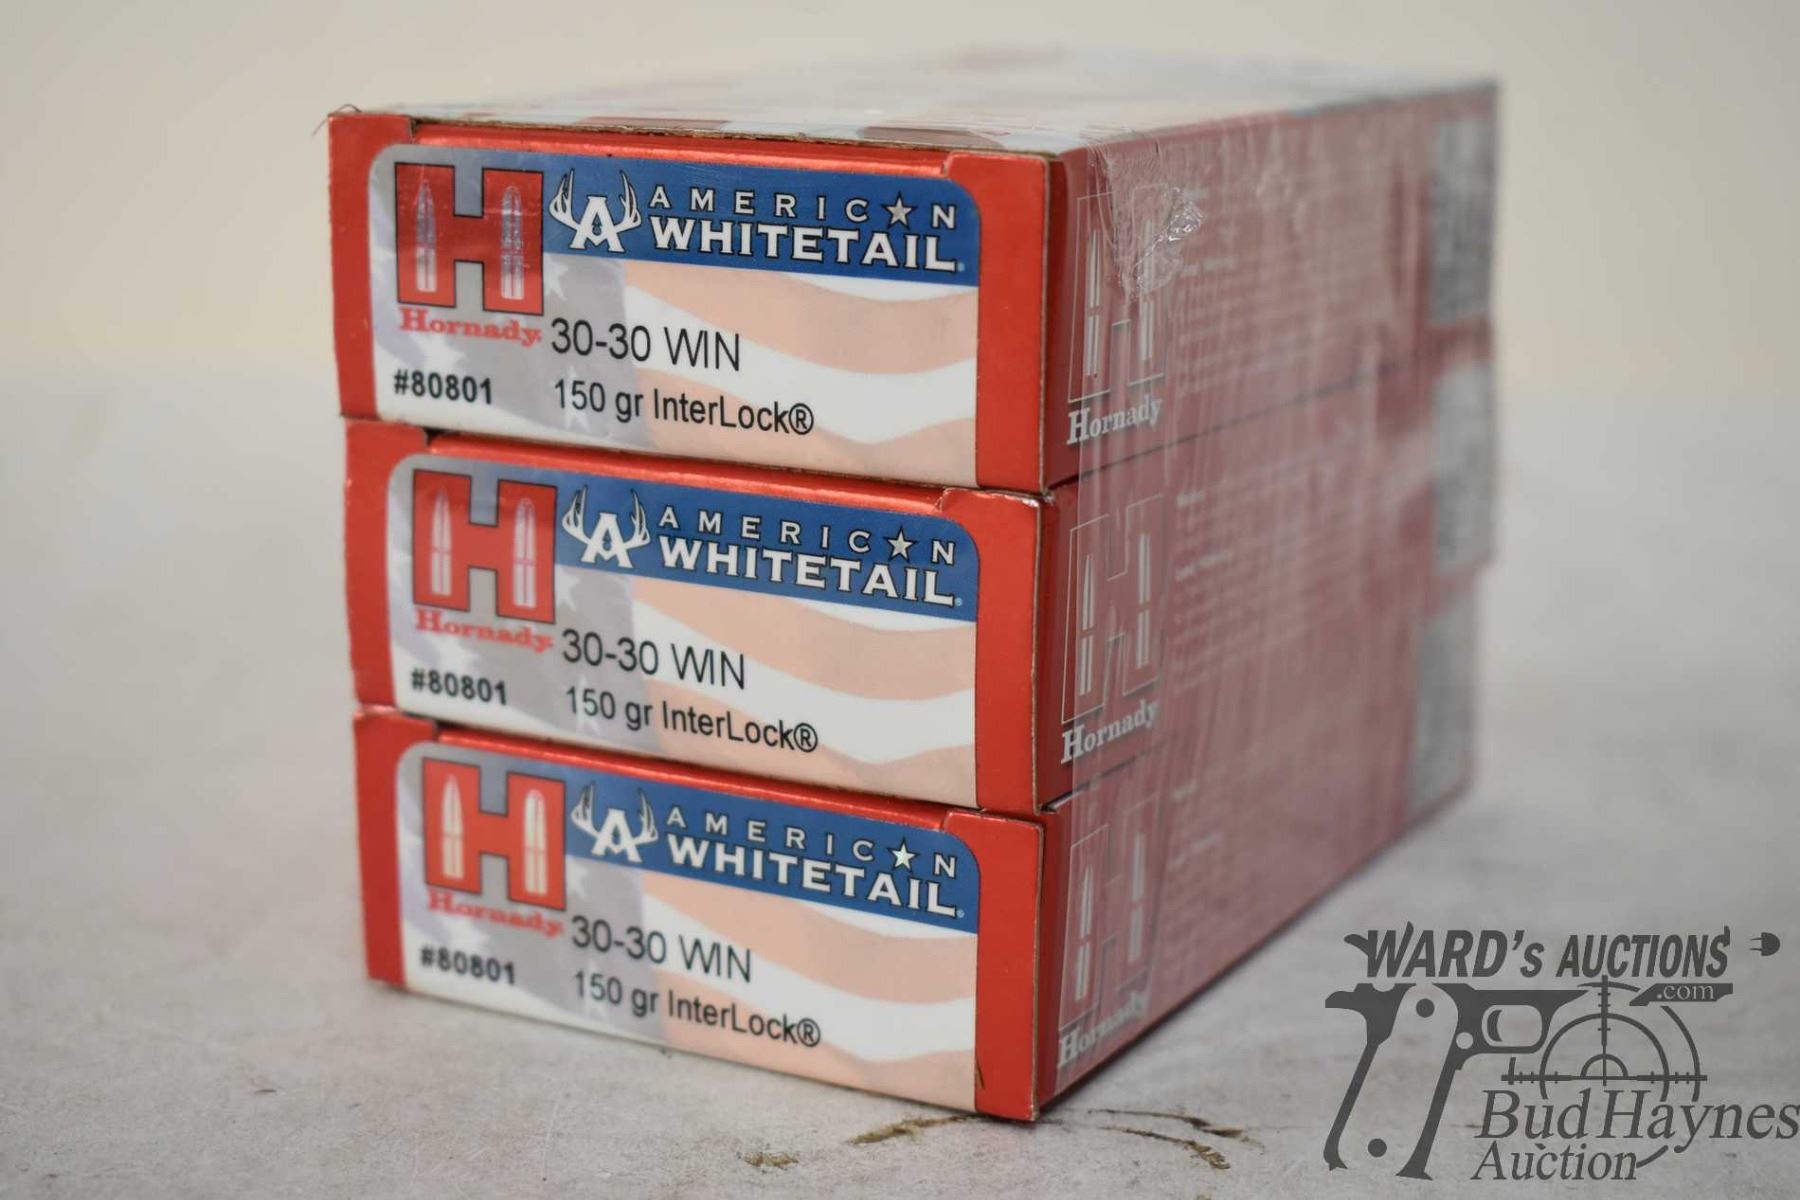 AMERICAN
WHITETAIL®
Hornady®
30-30 WIN
#80801
150 gr InterLock®
Hornady
AMERICAN
WHITETAIL®
Hornady®
30-30 WIN
#80801
150 gr InterLock®
Hornady
AMERICAN
WHITETAIL®
Hornady®
30-30 WIN
#80801
150 gr InterLock®
Hornady
WARD's AUCTIONS
.com
Bud Haynes
Auction